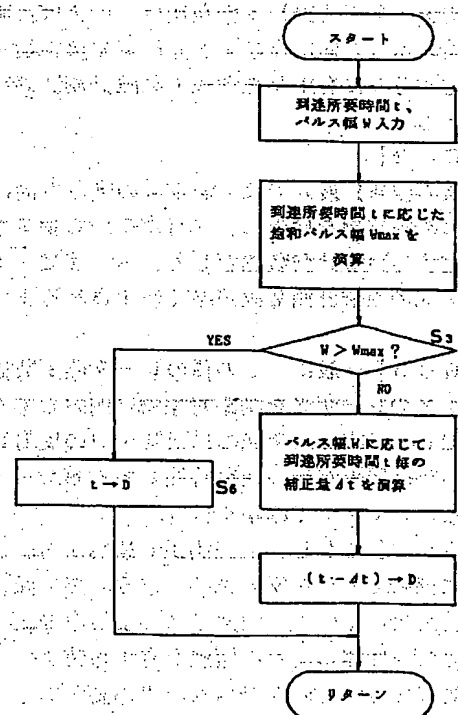 スタート
到達所要時間t、
パルス幅W入力
到達所要時間tに応じた
飽和パルス幅Wmaxを
演算
W>Wmax?
S3
YES
NO
パルス幅Wに応じて
到達所要時間t毎の
補正量Δtを演算
t→D
S6
(t-Δt)→D
リターン